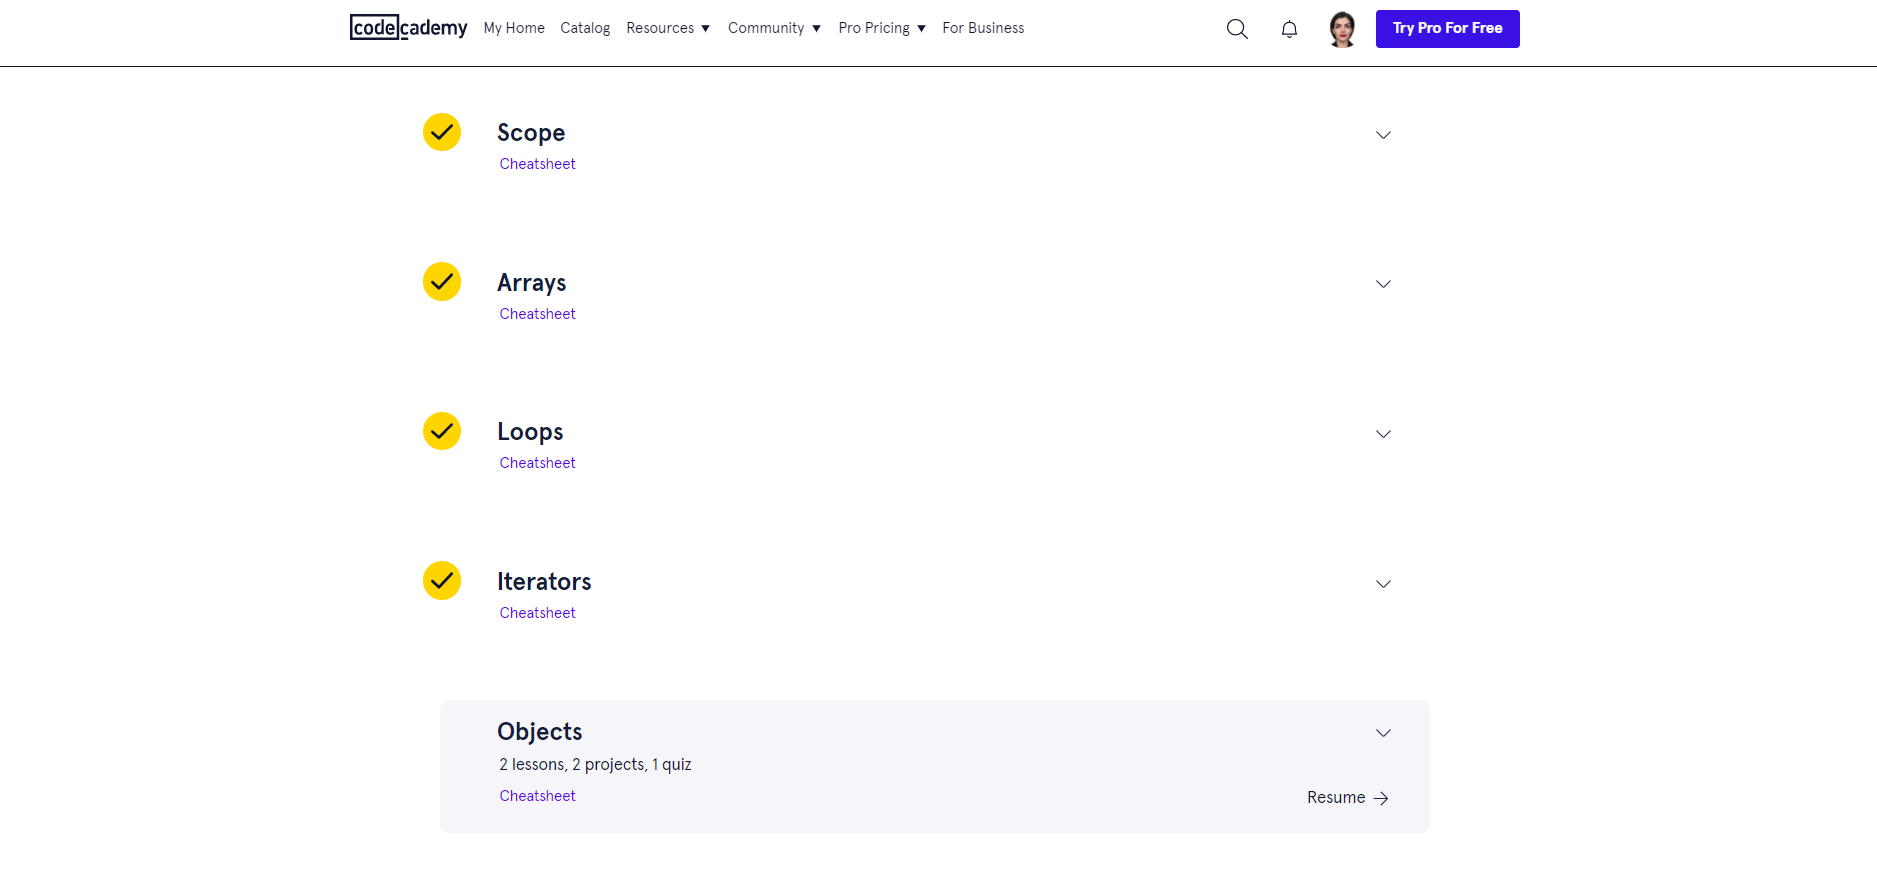 codecademy My Home Catalog Resources Community Pro Pricing For Business Try Pro For Free
Scope
Cheatsheet
Arrays
Cheatsheet
Loops
Cheatsheet
Iterators
Cheatsheet
Objects
2 lessons, 2 projects, 1 quiz
Cheatsheet
Resume